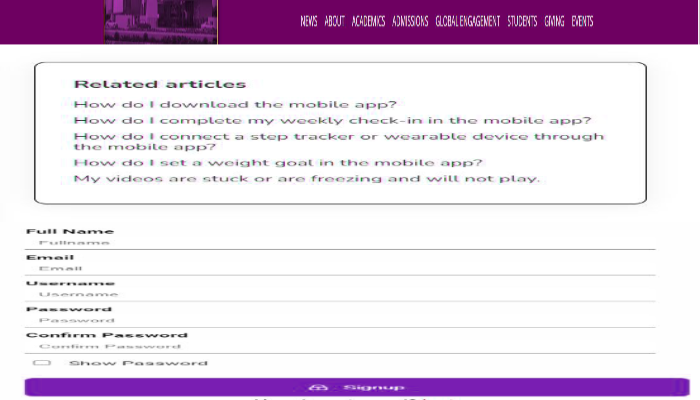 NEWS ABOUT ACADEMICS ADMISSIONS GLOBAL ENGAGEMENT STUDENTS GIVING EVENTS
Related articles
How do I download the mobile app?
How do I complete my weekly check-in in the mobile app?
How do I connect a step tracker or wearable device through
the mobile app?
How do I set a weight goal in the mobile app?
My videos are stuck or are freezing and will not play.
Full Name
Fullname
Email
Email
Username
Username
Password
Password
Confirm Password
Confirm Password
Show Password
Signup